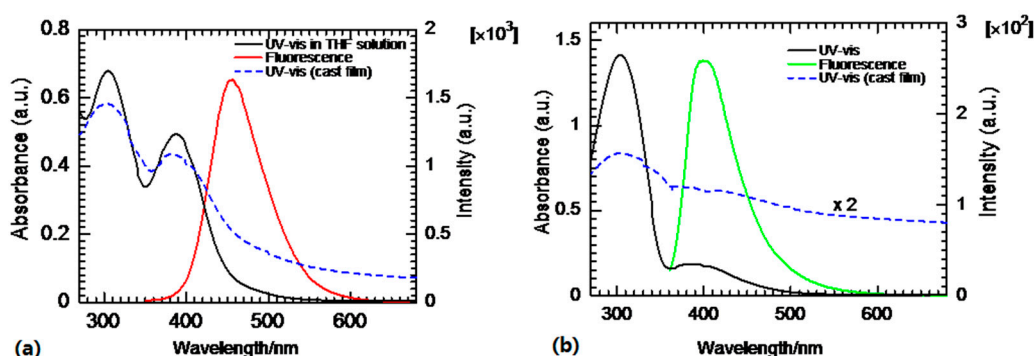 0.8
0.6
0.4
0.2
0
Absorbance (a.u.)
2
1.5
1
0.5
0
[×10³]
Intensity (a.u.)
UV-vis in THF solution
Fluorescence
UV-vis (cast film)
300 400 500 600
Wavelength/nm
(a)
1.5
1
0.5
0
Absorbance (a.u.)
3
2
1
0
[×10²]
Intensity (a.u.)
UV-vis
Fluorescence
UV-vis (cast film)
x 2
300 400 500 600
Wavelength/nm
(b)